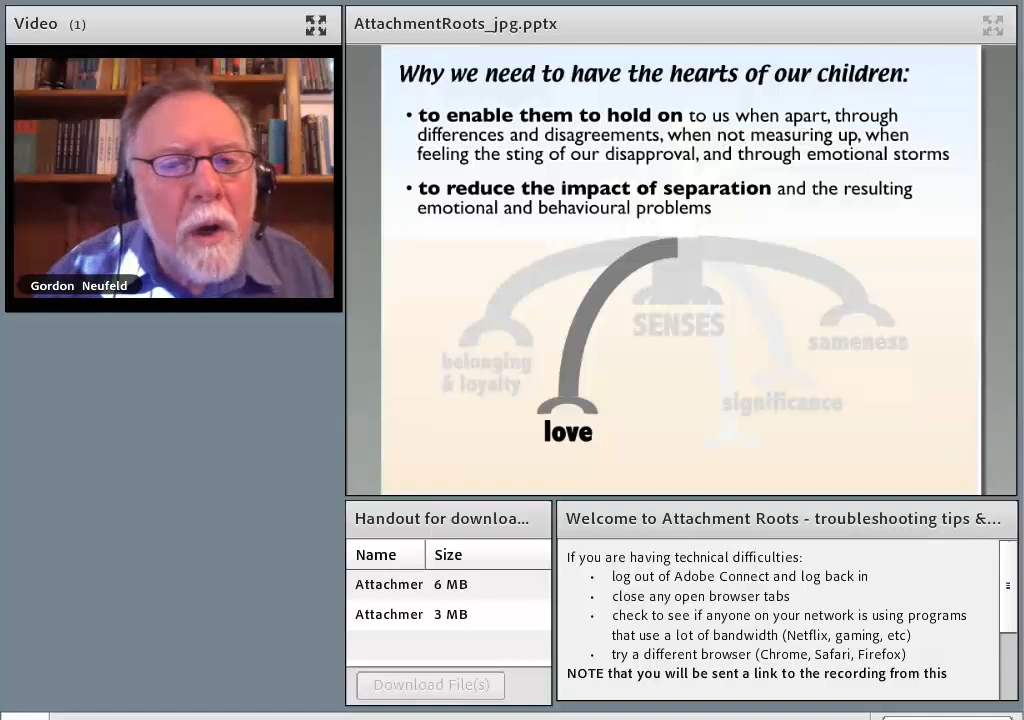 Video (1)
Gordon Neufeld
AttachmentRoots_jpg.pptx
Why we need to have the hearts of our children:
• to enable them to hold on to us when apart, through
differences and disagreements, when not measuring up, when
feeling the sting of our disapproval, and through emotional storms
• to reduce the impact of separation and the resulting
emotional and behavioural problems
SENSES
sameness
belonging
& loyalty
significance
love
Handout for downloa...
Name Size
Attachmer 6 MB
Attachmer 3 MB
Download File(s)
Welcome to Attachment Roots - troubleshooting tips &...
If you are having technical difficulties:
• log out of Adobe Connect and log back in
• close any open browser tabs
• check to see if anyone on your network is using programs
that use a lot of bandwidth (Netflix, gaming, etc)
• try a different browser (Chrome, Safari, Firefox)
NOTE that you will be sent a link to the recording from this